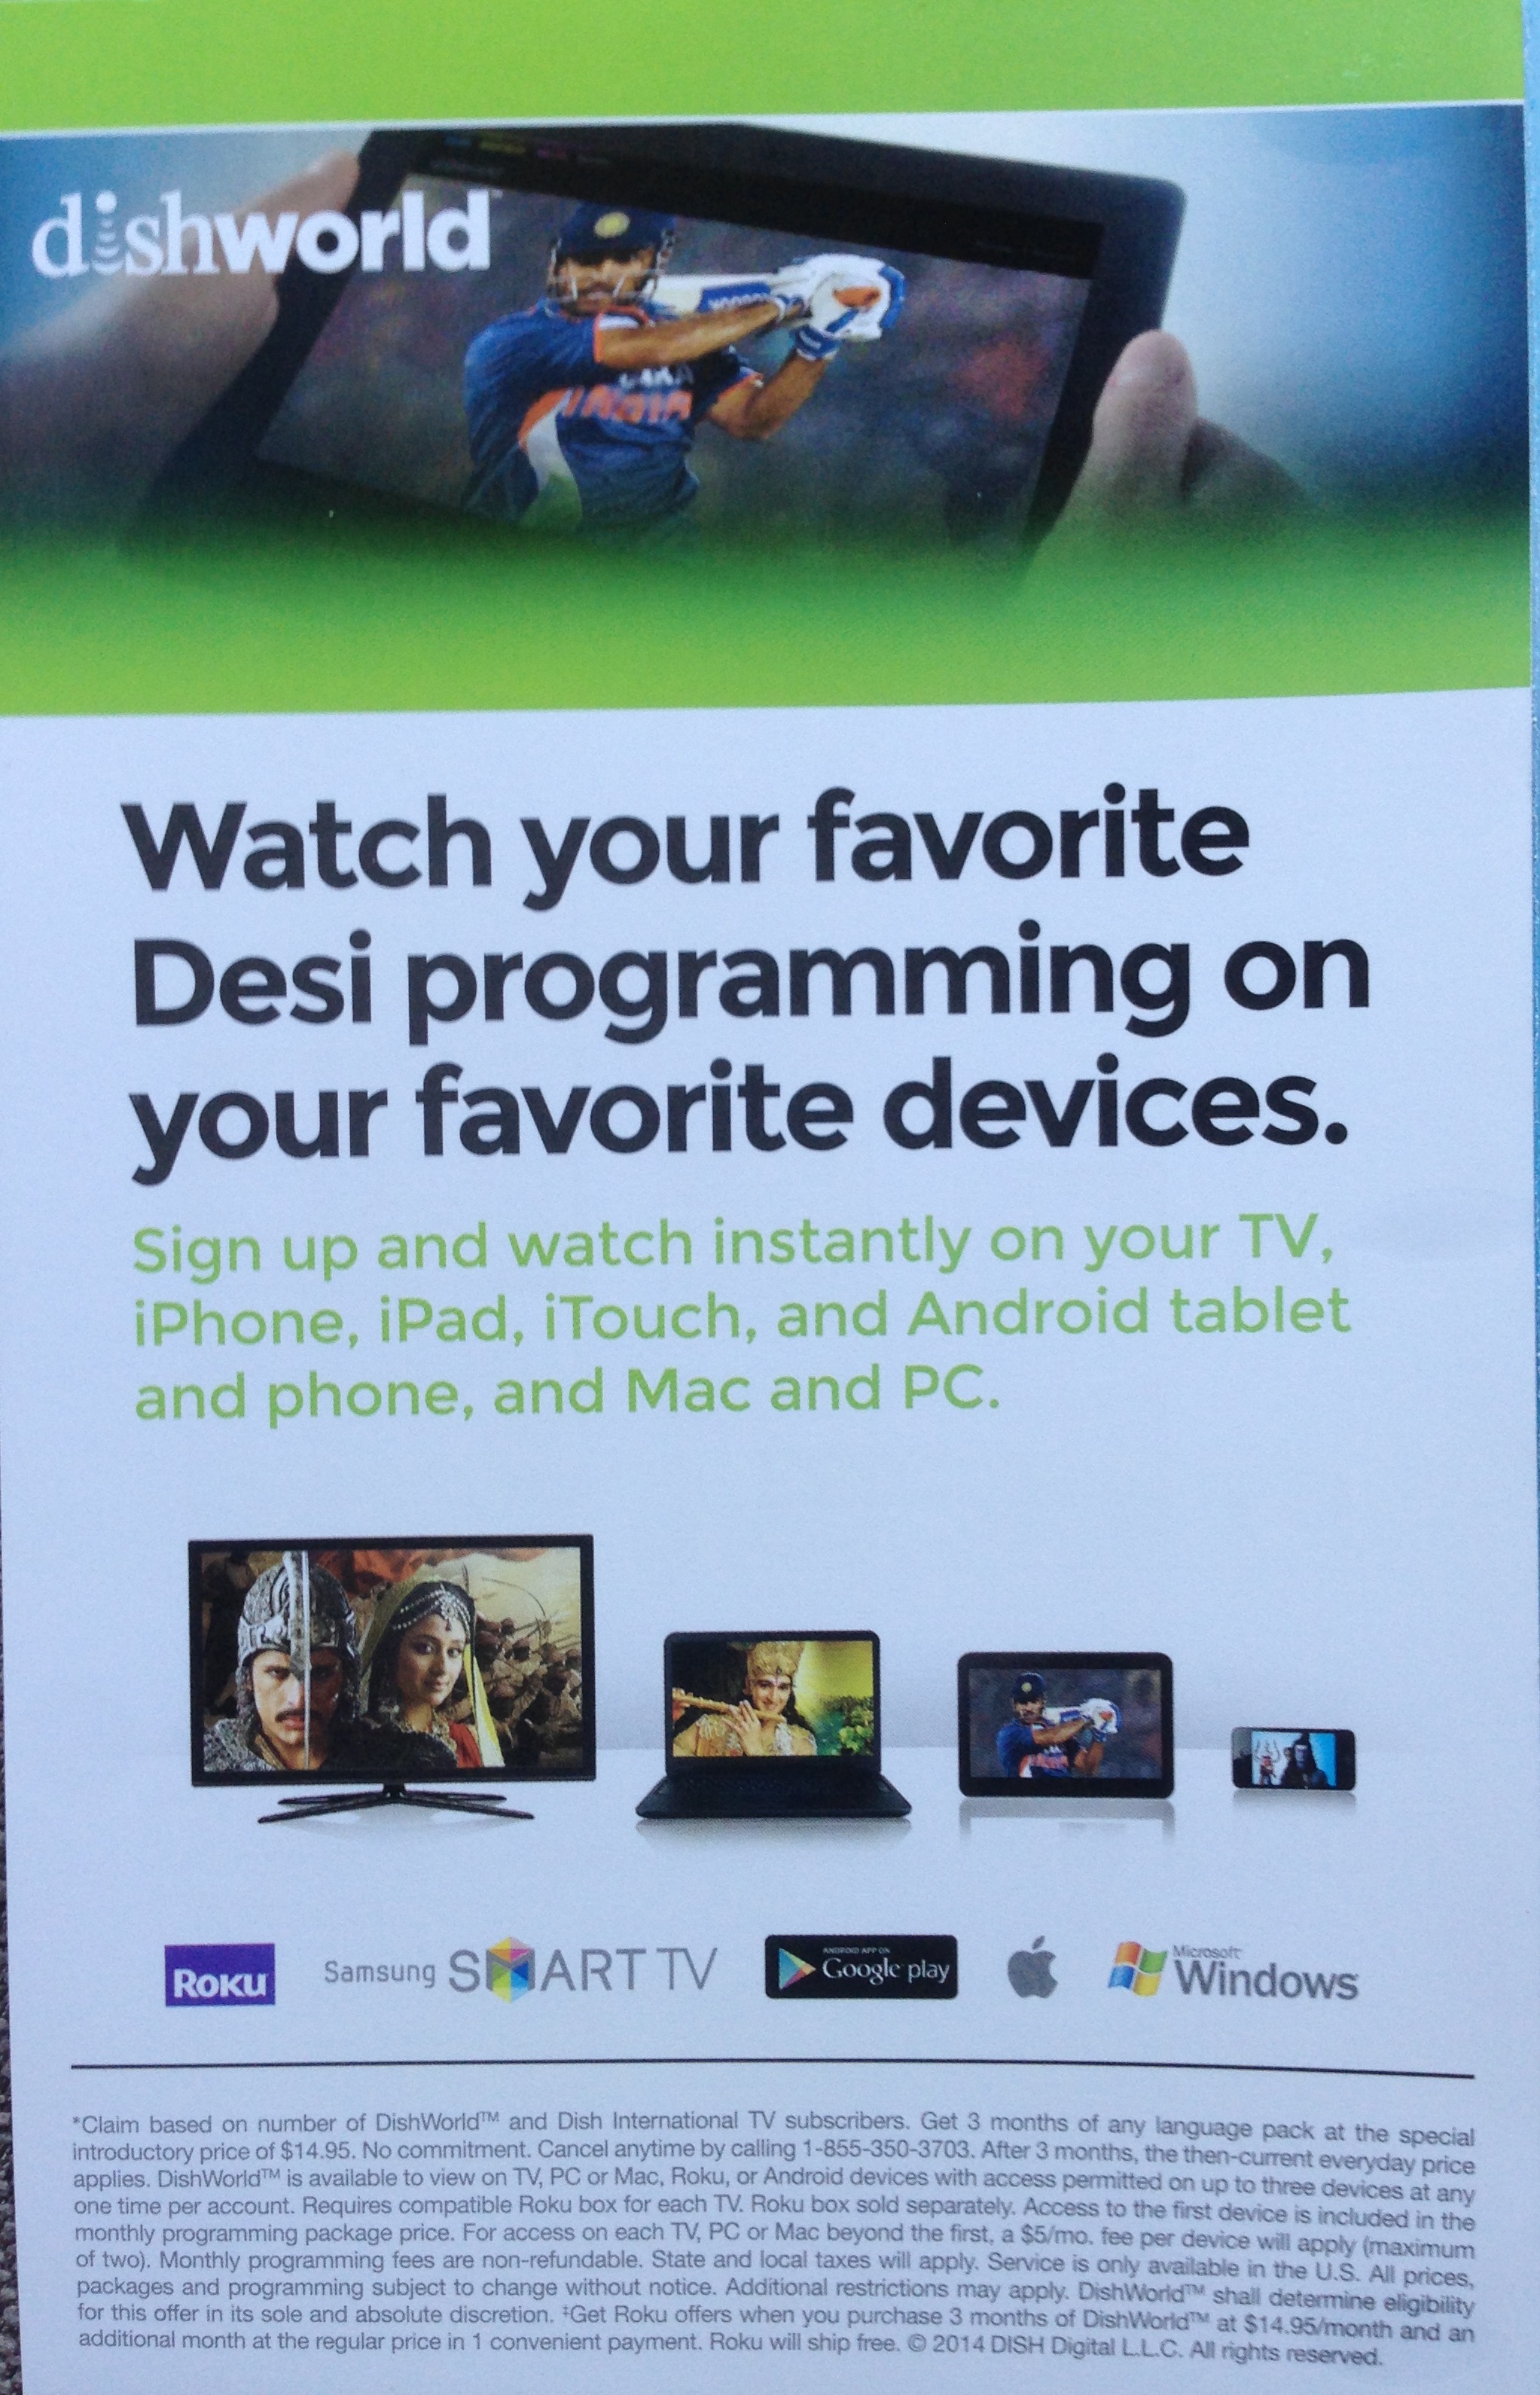 dishworld™
INDIA
Watch your favorite
Desi programming on
your favorite devices.
Sign up and watch instantly on your TV,
iPhone, iPad, iTouch, and Android tablet
and phone, and Mac and PC.
ROKU
Samsung SMART TV
ANDROID APP ON
Google play
Microsoft
Windows
*Claim based on number of DishWorld™ and Dish International TV subscribers. Get 3 months of any language pack at the special
introductory price of $14.95. No commitment. Cancel anytime by calling 1-855-350-3703. After 3 months, the then-current everyday price
applies. DishWorld™ is available to view on TV, PC or Mac, Roku, or Android devices with access permitted on up to three devices at any
one time per account. Requires compatible Roku box for each TV. Roku box sold separately. Access to the first device is included in the
monthly programming package price. For access on each TV, PC or Mac beyond the first, a $5/mo. fee per device will apply (maximum
of two). Monthly programming fees are non-refundable. State and local taxes will apply. Service is only available in the U.S. All prices,
packages and programming subject to change without notice. Additional restrictions may apply. DishWorld™ shall determine eligibility
for this offer in its sole and absolute discretion. ‡Get Roku offers when you purchase 3 months of DishWorld™ at $14.95/month and an
additional month at the regular price in 1 convenient payment. Roku will ship free. © 2014 DISH Digital L.L.C. All rights reserved.